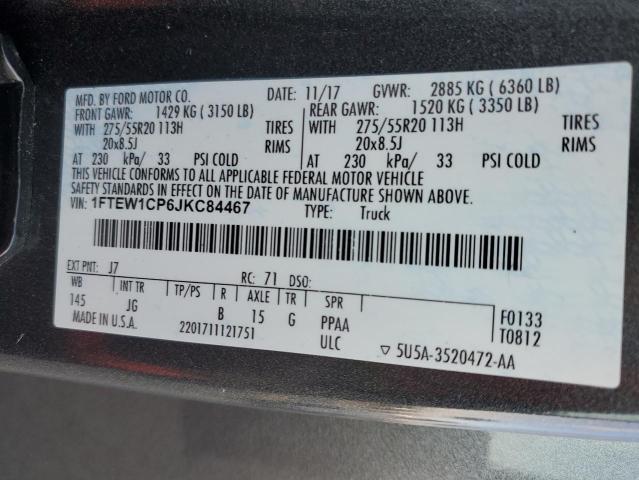 MFD. BY FORD MOTOR CO. DATE: 11/17 GVWR: 2885 KG ( 6360 LB)
FRONT GAWR: 1429 KG ( 3150 LB) REAR GAWR: 1520 KG ( 3350 LB)
WITH 275/55R20 113H TIRES WITH 275/55R20 113H TIRES
20x8.5J RIMS 20x8.5J RIMS
AT 230 kPa/ 33 PSI COLD AT 230 kPa/ 33 PSI COLD
THIS VEHICLE CONFORMS TO ALL APPLICABLE FEDERAL MOTOR VEHICLE
SAFETY STANDARDS IN EFFECT ON THE DATE OF MANUFACTURE SHOWN ABOVE.
VIN: 1FTEW1CP6JKC84467 TYPE: Truck
EXT PNT: J7 RC: 71 DSO:
WB INT TR TP/PS R AXLE TR SPR
145 JG B 15 G PPAA F0133
MADE IN U.S.A. 2201711121751 ULC T0812
5U5A-3520472-AA